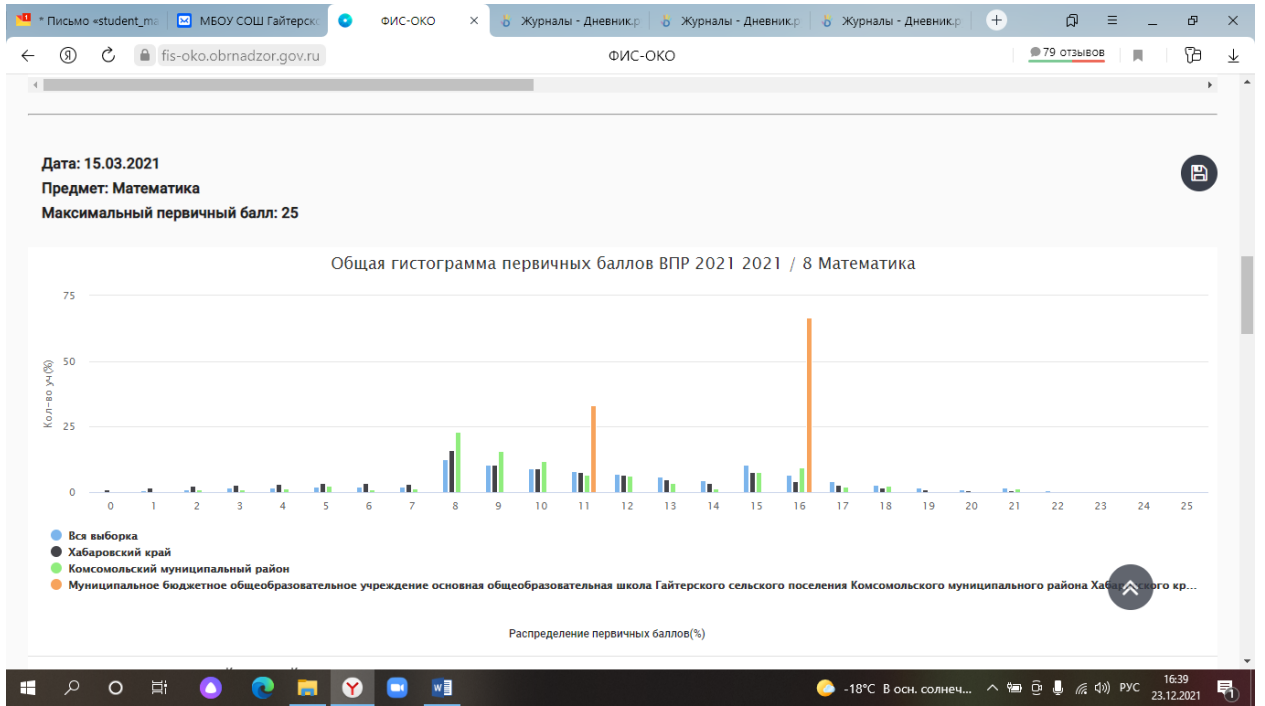 * Письмо «student_ma
МБОУ СОШ Гайтерско
ФИС-ОКО
Журналы - Дневник.р
Журналы - Дневник.р
Журналы - Дневник.р
fis-oko.obrnadzor.gov.ru
ФИС-ОКО
79 отзывов
Дата: 15.03.2021
Предмет: Математика
Максимальный первичный балл: 25
Общая гистограмма первичных баллов ВПР 2021 2021 / 8 Математика
Кол-во уч(%)
75
50
25
0
0 1 2 3 4 5 6 7 8 9 10 11 12 13 14 15 16 17 18 19 20 21 22 23 24 25
Вся выборка
Хабаровский край
Комсомольский муниципальный район
Муниципальное бюджетное общеобразовательное учреждение основная общеобразовательная школа Гайтерского сельского поселения Комсомольского муниципального района Хабаровского кр...
Распределение первичных баллов(%)
-18°C В осн. солнеч...
РУС
16:39
23.12.2021